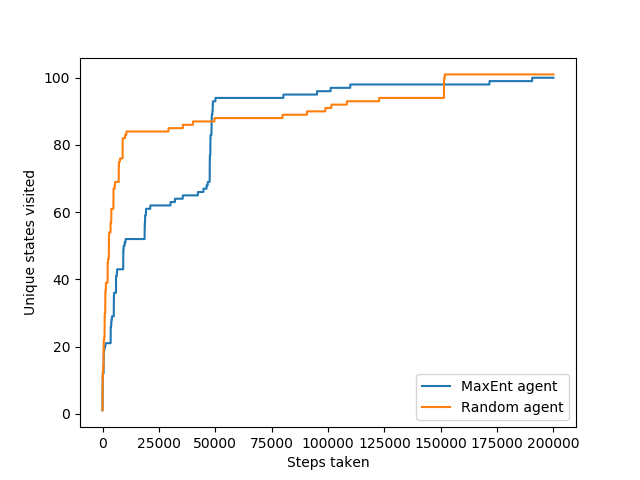 Unique states visited
100
80
60
40
20
0
MaxEnt agent
Random agent
0 25000 50000 75000 100000 125000 150000 175000 200000
Steps taken